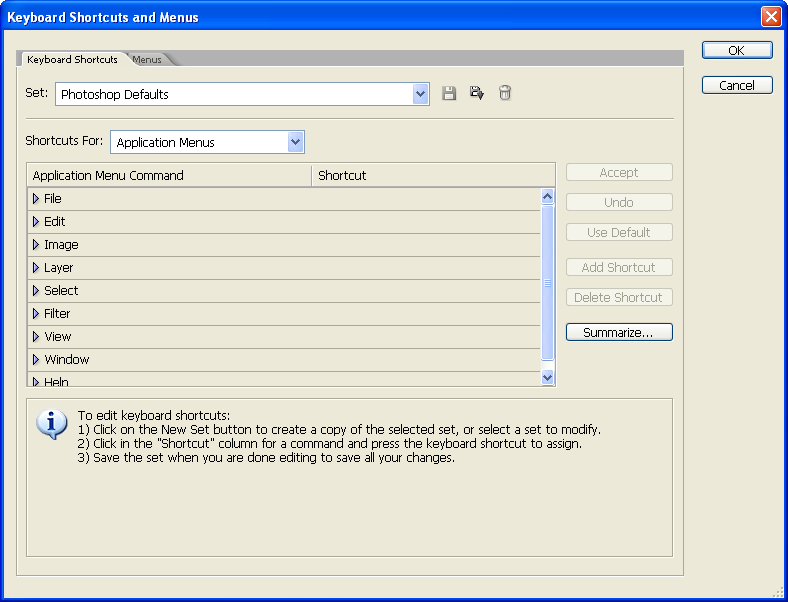 Keyboard Shortcuts and Menus
OK
Cancel
Keyboard Shortcuts Menus
Set: Photoshop Defaults
Shortcuts For: Application Menus
Application Menu Command Shortcut
File
Edit
Image
Layer
Select
Filter
View
Window
Help
Accept
Undo
Use Default
Add Shortcut
Delete Shortcut
Summarize...
To edit keyboard shortcuts:
1) Click on the New Set button to create a copy of the selected set, or select a set to modify.
2) Click in the "Shortcut" column for a command and press the keyboard shortcut to assign.
3) Save the set when you are done editing to save all your changes.